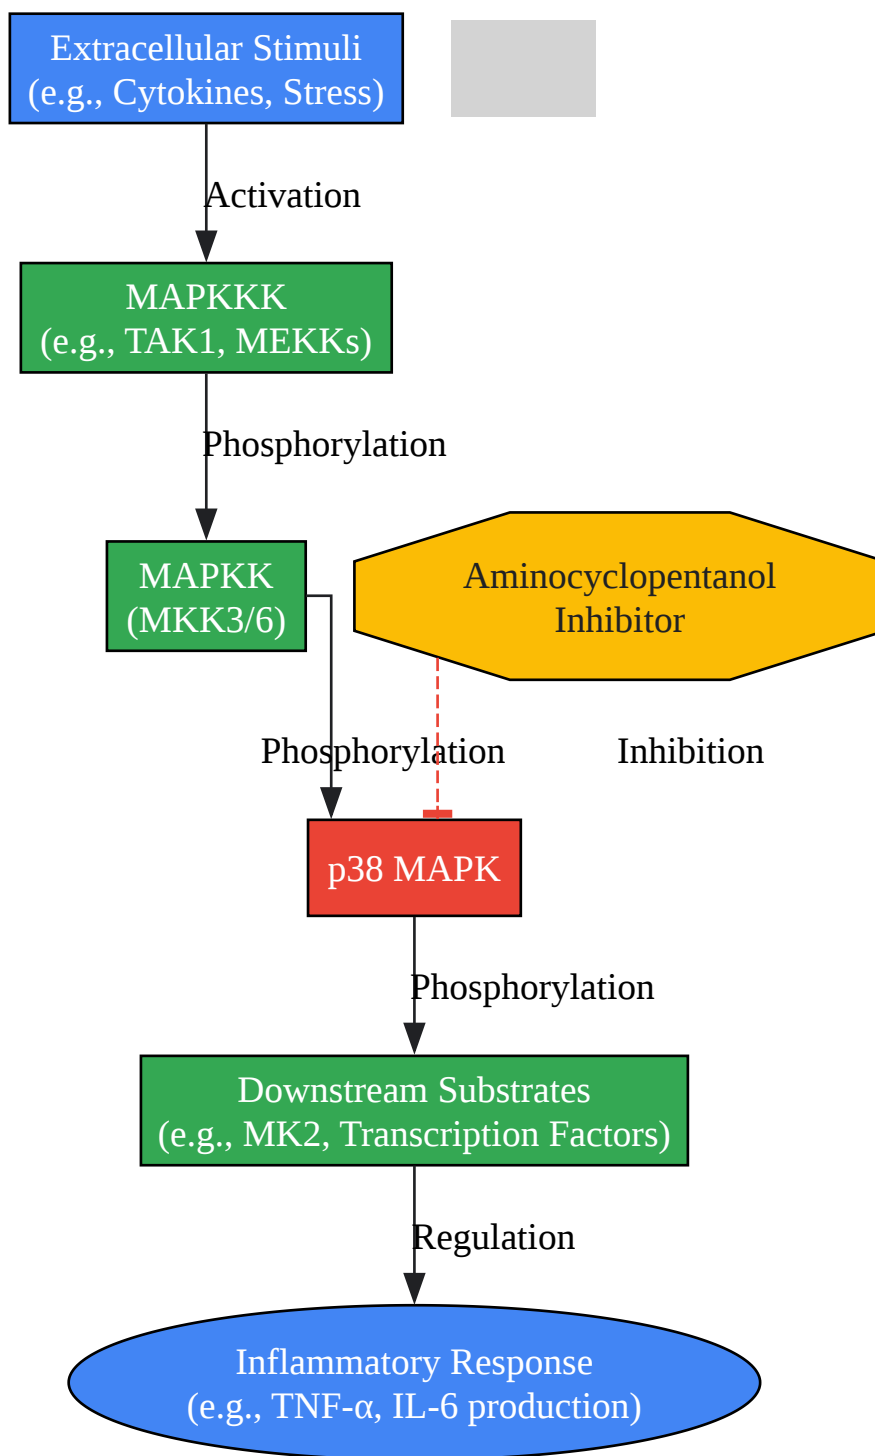 Extracellular Stimuli
(e.g., Cytokines, Stress)
Activation
MAPKKK
(e.g., TAK1, MEKKs)
Phosphorylation
MAPKK
(MKK3/6)
Aminocyclopentanol
Inhibitor
Phosphorylation
Inhibition
p38 MAPK
Phosphorylation
Downstream Substrates
(e.g., MK2, Transcription Factors)
Regulation
Inflammatory Response
(e.g., TNF-α, IL-6 production)